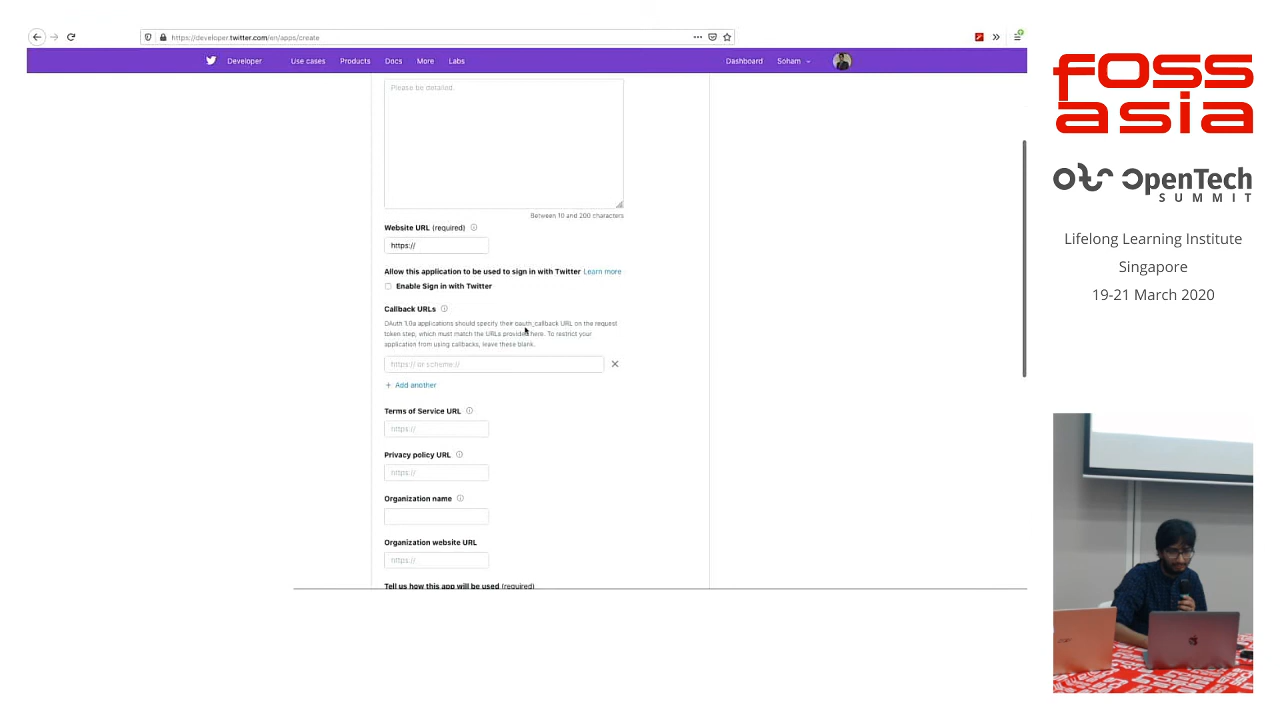 https://developer.twitter.com/en/apps/create
Developer Use cases Products Docs More Labs Dashboard Soham
Please be detailed.
Between 10 and 200 characters
Website URL (required)
https://
Allow this application to be used to sign in with Twitter Learn more
Enable Sign in with Twitter
Callback URLs
OAuth 1.0a applications should specify their oauth_callback URL on the request
token step, which must match the URLs provided here. To restrict your
application from using callbacks, leave these blank.
https:// or scheme://
+ Add another
Terms of Service URL
https://
Privacy policy URL
https://
Organization name
Organization website URL
https://
Tell us how this app will be used (required)
foss
asia
OpenTech
SUMMIT
Lifelong Learning Institute
Singapore
19-21 March 2020